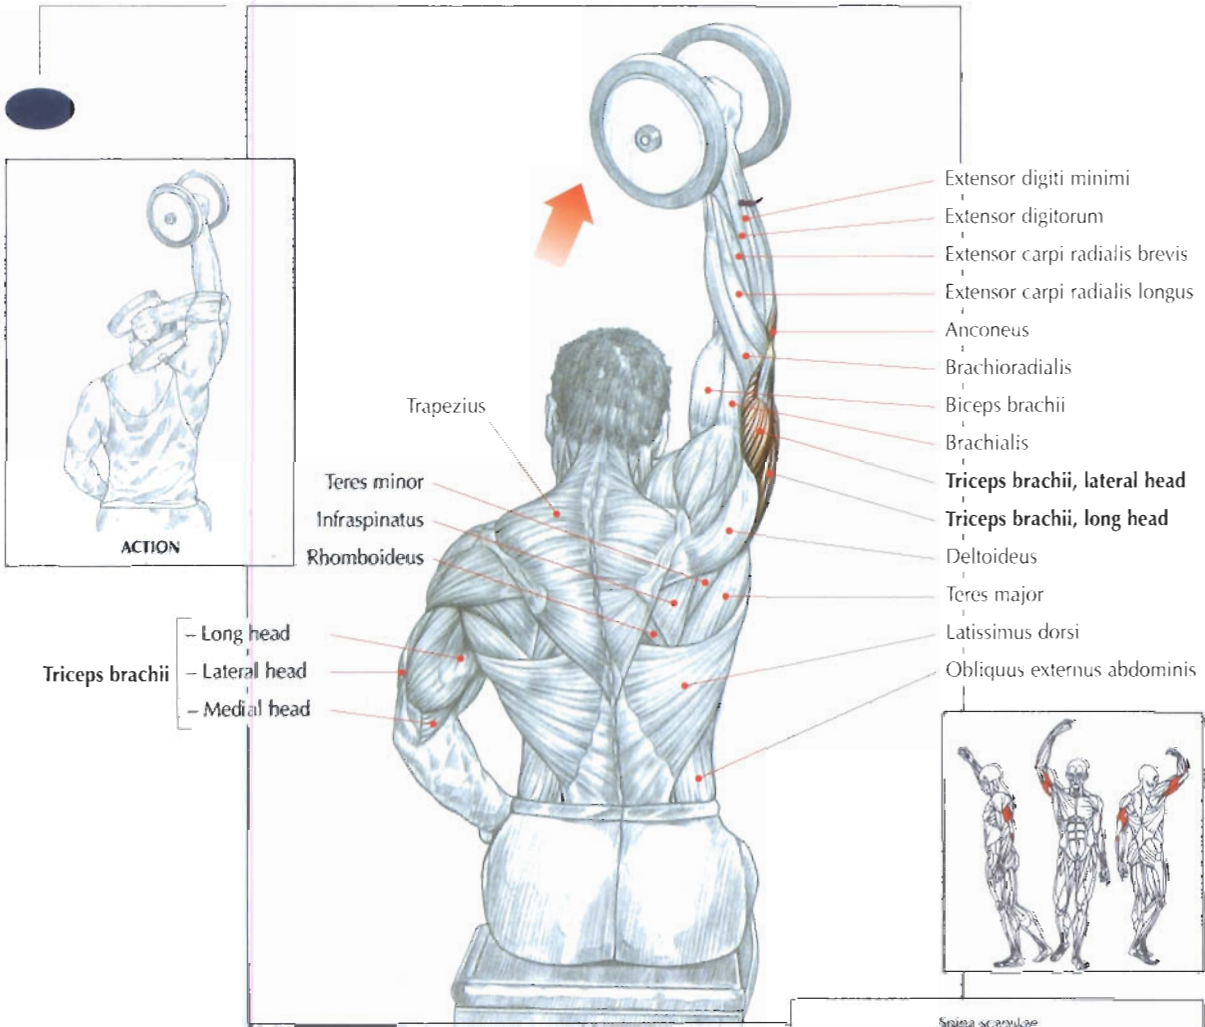 Extensor digiti minimi
Extensor digitorum
Extensor carpi radialis brevis
Extensor carpi radialis longus
Anconeus
Brachioradialis
Biceps brachii
Brachialis
Triceps brachii, lateral head
Triceps brachii, long head
Deltoideus
Teres major
Latissimus dorsi
Obliquus externus abdominis
Trapezius
Teres minor
Infraspinatus
Rhomboideus
ACTION
Triceps brachii
– Long head
– Lateral head
– Medial head
Spina scapulae